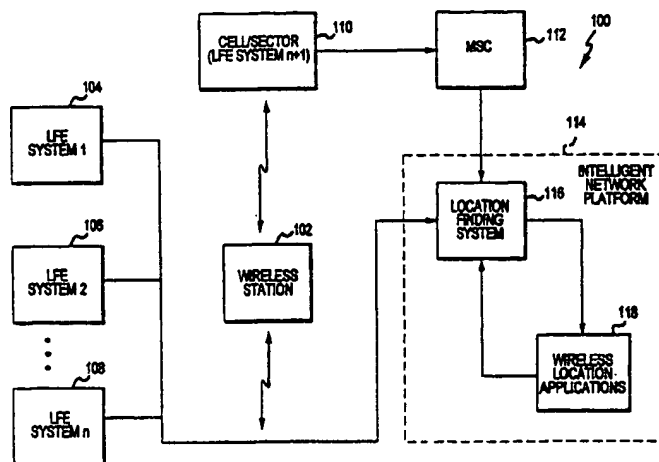 110
CELL/SECTOR
(LFE SYSTEM n+1)
MSC
112
100
104
LFE
SYSTEM 1
114
INTELLIGENT
NETWORK
PLATFORM
LOCATION
FINDING
SYSTEM
116
106
LFE
SYSTEM 2
102
WIRELESS
STATION
118
WIRELESS
LOCATION
APPLICATIONS
108
LFE
SYSTEM n